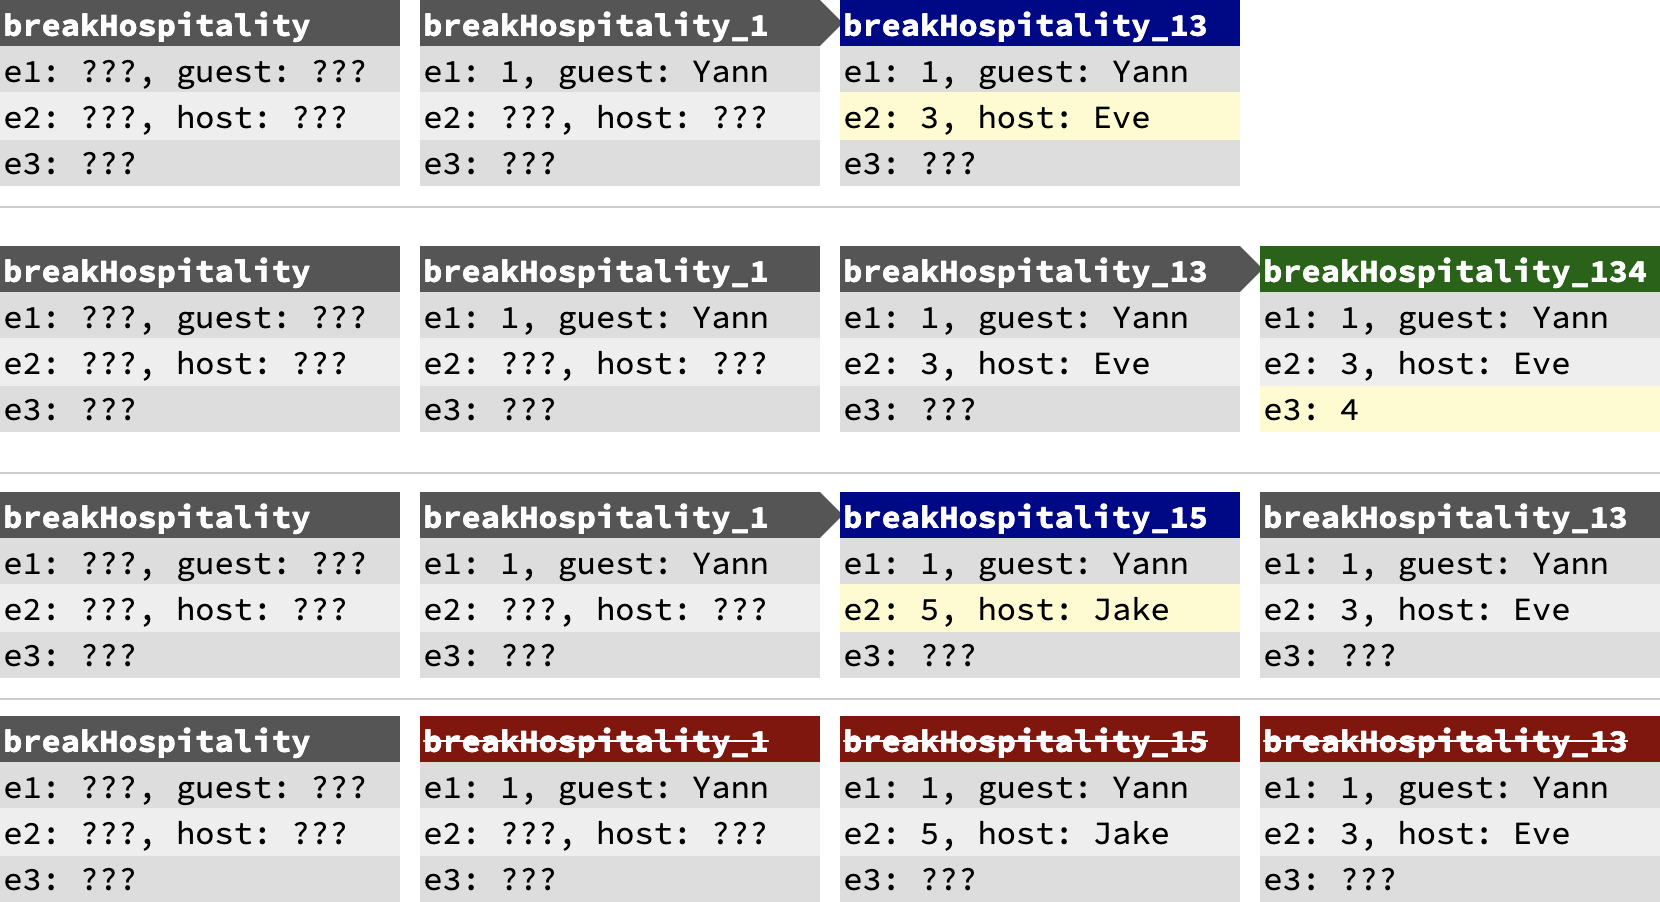 breakHospitality
e1: ???, guest: ???
e2: ???, host: ???
e3: ???
breakHospitality_1
e1: 1, guest: Yann
e2: ???, host: ???
e3: ???
breakHospitality_13
e1: 1, guest: Yann
e2: 3, host: Eve
e3: ???
breakHospitality
e1: ???, guest: ???
e2: ???, host: ???
e3: ???
breakHospitality_1
e1: 1, guest: Yann
e2: ???, host: ???
e3: ???
breakHospitality_13
e1: 1, guest: Yann
e2: 3, host: Eve
e3: ???
breakHospitality_134
e1: 1, guest: Yann
e2: 3, host: Eve
e3: 4
breakHospitality
e1: ???, guest: ???
e2: ???, host: ???
e3: ???
breakHospitality_1
e1: 1, guest: Yann
e2: ???, host: ???
e3: ???
breakHospitality_15
e1: 1, guest: Yann
e2: 5, host: Jake
e3: ???
breakHospitality_13
e1: 1, guest: Yann
e2: 3, host: Eve
e3: ???
breakHospitality
e1: ???, guest: ???
e2: ???, host: ???
e3: ???
breakHospitality_1
e1: 1, guest: Yann
e2: ???, host: ???
e3: ???
breakHospitality_15
e1: 1, guest: Yann
e2: 5, host: Jake
e3: ???
breakHospitality_13
e1: 1, guest: Yann
e2: 3, host: Eve
e3: ???